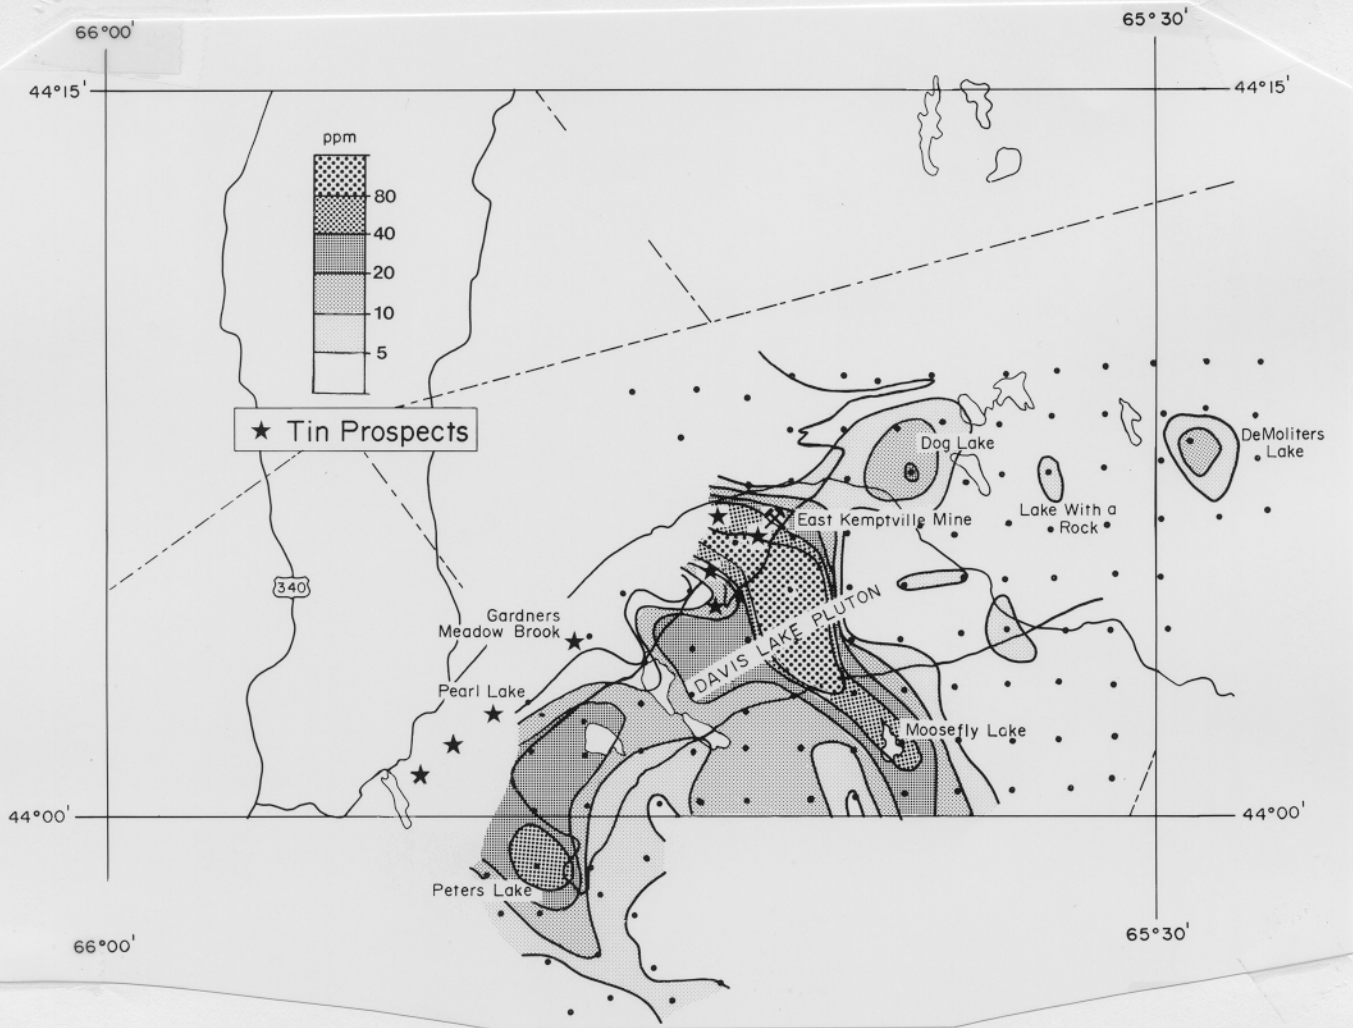 66°00'
65°30'
44°15'
44°15'
ppm
80
40
20
10
5
★ Tin Prospects
Dog Lake
DeMoliters
Lake
Lake With a
Rock
East Kemptville Mine
340
Gardners
Meadow Brook
DAVIS LAKE PLUTON
Pearl Lake
Moosefly Lake
44°00'
44°00'
Peters Lake
66°00'
65°30'